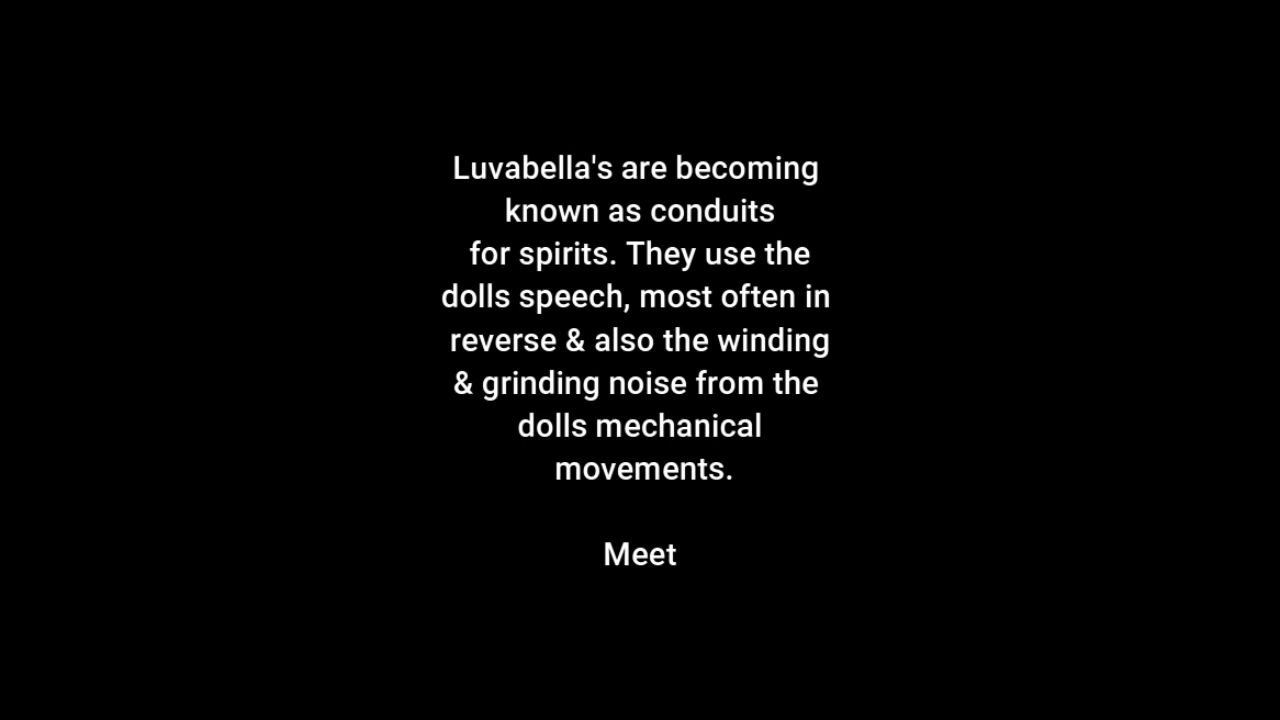 Luvabella's are becoming
known as conduits
for spirits. They use the
dolls speech, most often in
reverse & also the winding
& grinding noise from the
dolls mechanical
movements.
Meet